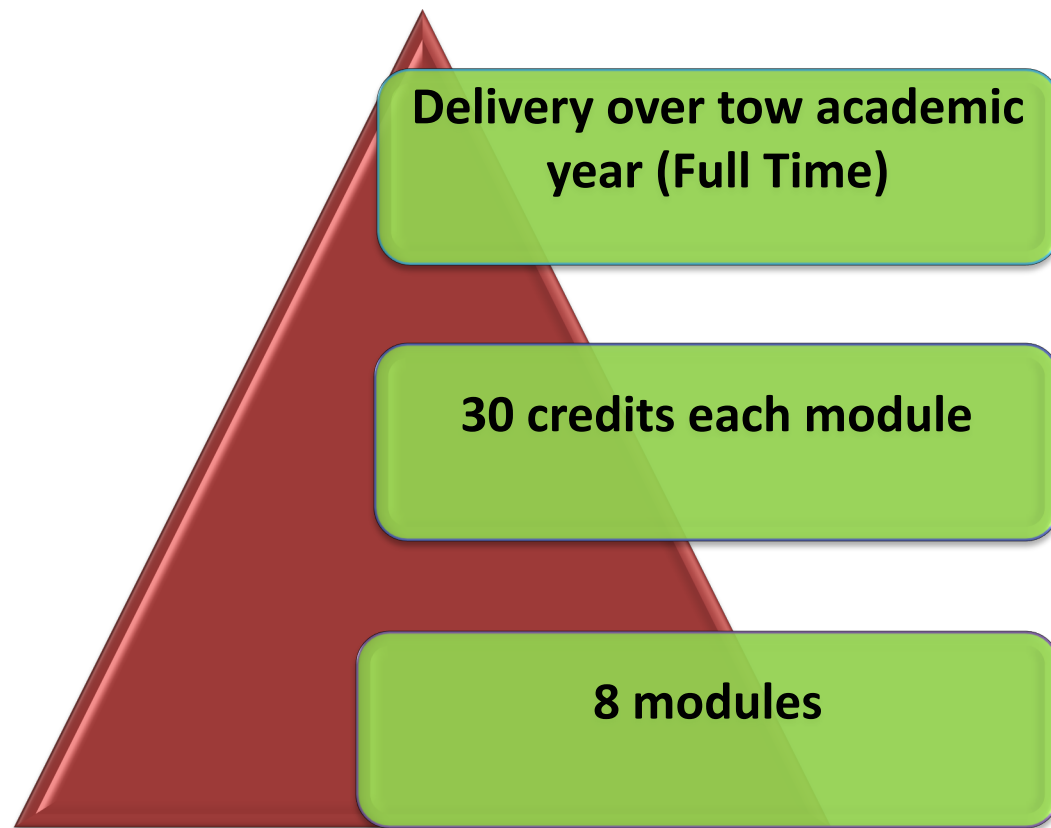 Delivery over tow academic
year (Full Time)
30 credits each module
8 modules